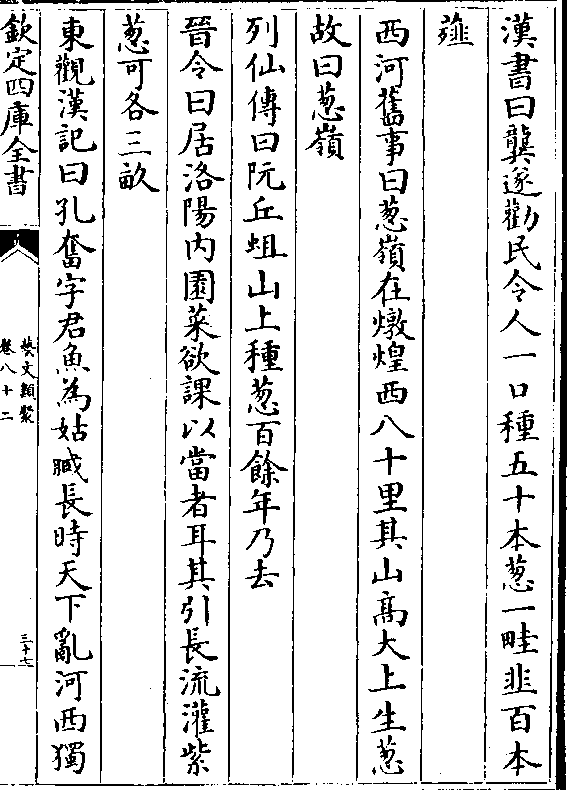 漢書曰龔遂勸民令人一口種五十本葱一畦韭百本
薤
西河舊事曰葱嶺在燉煌西八十里其山髙大上生葱
故曰葱嶺
列仙傳曰阮丘蛆山上種葱百餘年乃去
晉令曰居洛陽内園菜欲課以當者耳其引長流灌紫
葱可各三畝
東觀漢記曰孔奮字君魚為姑臧長時天下亂河西獨
欽定四庫全書
藝文類聚
卷八十二
三十七